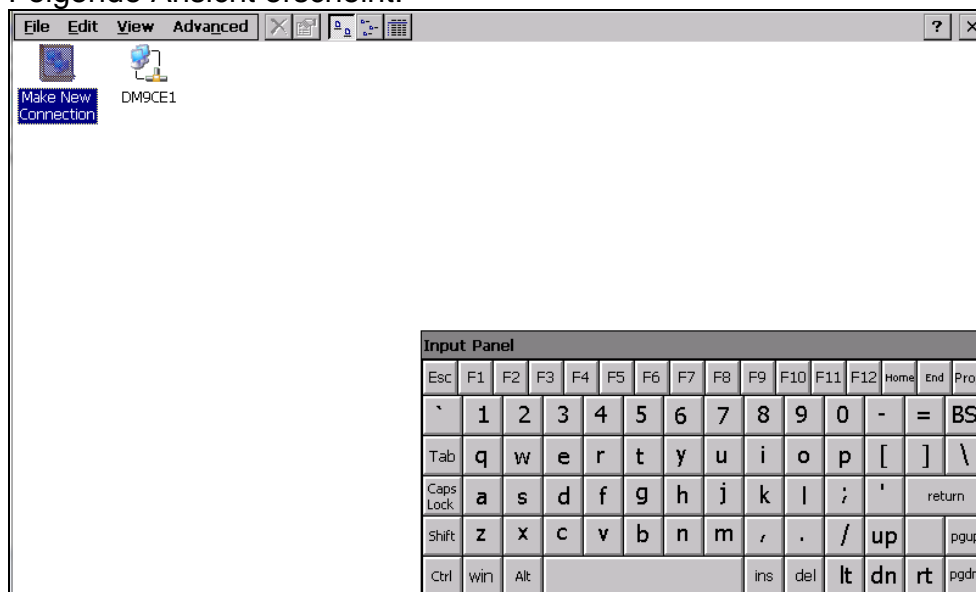 Folgende Ansicht erscheint:
File Edit View Advanced ? ×
Make New Connection
DM9CE1
Input Panel
Esc F1 F2 F3 F4 F5 F6 F7 F8 F9 F10 F11 F12 Home End Pro
` 1 2 3 4 5 6 7 8 9 0 - = BS
Tab q w e r t y u i o p [ ] \
Caps Lock a s d f g h j k l ; ' return
Shift z x c v b n m , . / up pgup
Ctrl win Alt ins del lt dn rt pgdn